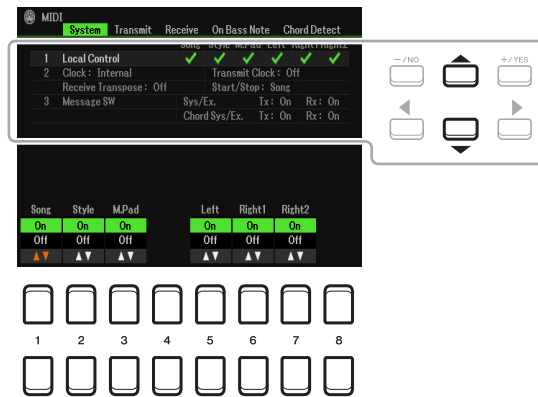 MIDI
System Transmit Receive On Bass Note Chord Detect
Song Style M.Pad Left Right1 Right2
1 Local Control
2 Clock: Internal Transmit Clock: Off
Receive Transpose: Off Start/Stop: Song
3 Message SW Sys/Ex. Tx: On Rx: On
Chord Sys/Ex. Tx: On Rx: On
–/NO +/YES
Song Style M.Pad Left Right1 Right2
On On On On On On
Off Off Off Off Off Off
1 2 3 4 5 6 7 8